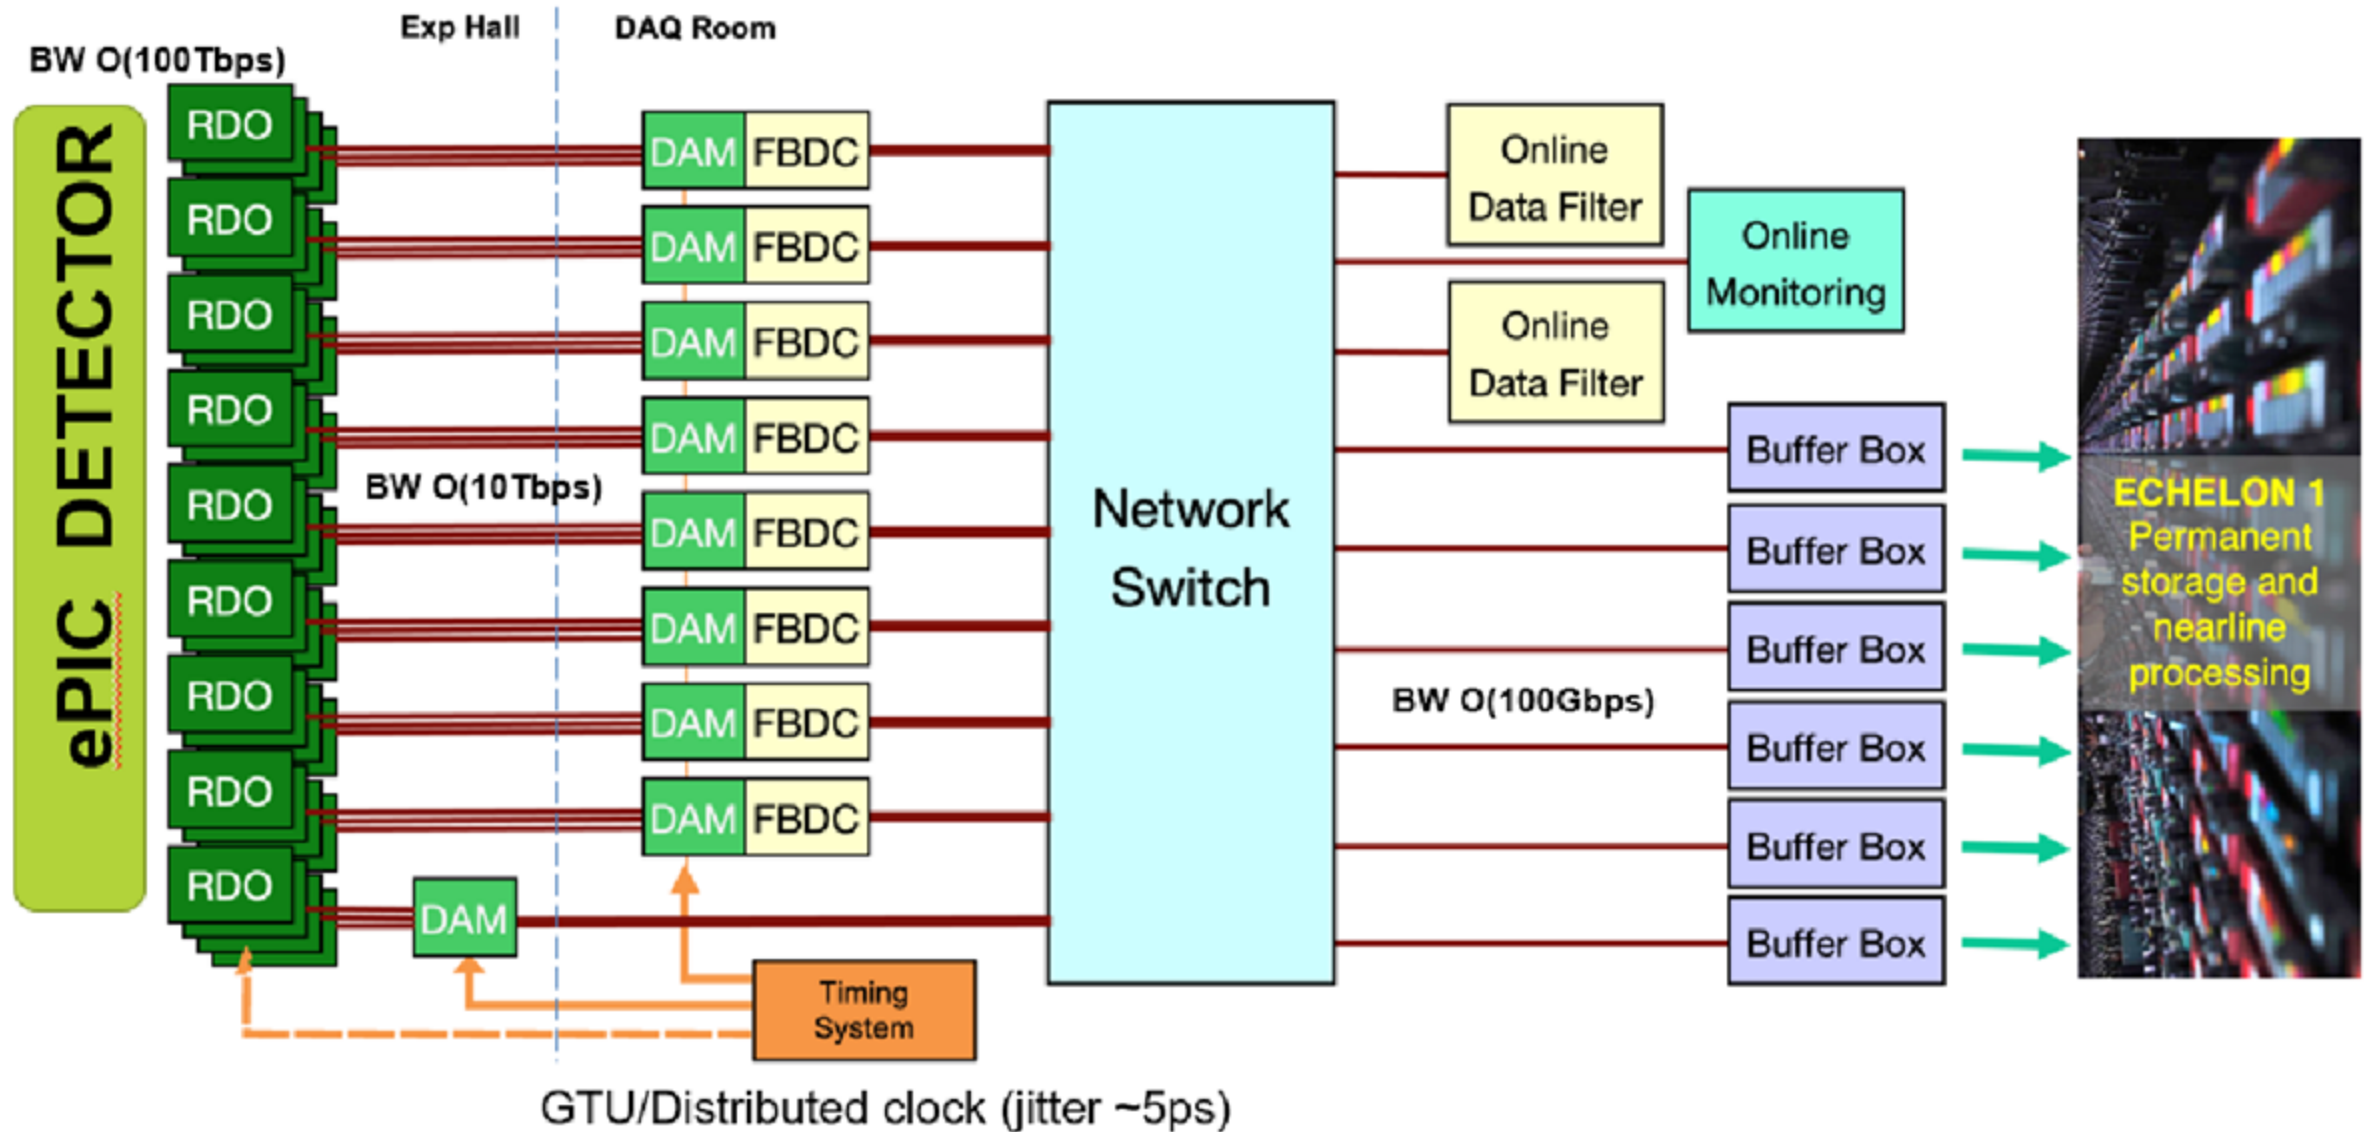 Exp Hall
DAQ Room
BW O(100Tbps)
ePIC DETECTOR
RDO
RDO
RDO
RDO
RDO
RDO
RDO
RDO
RDO
BW O(10Tbps)
DAM FBDC
DAM FBDC
DAM FBDC
DAM FBDC
DAM FBDC
DAM FBDC
DAM FBDC
DAM FBDC
DAM
Timing
System
GTU/Distributed clock (jitter ~5ps)
Network
Switch
Online
Data Filter
Online
Monitoring
Online
Data Filter
Buffer Box
Buffer Box
Buffer Box
BW O(100Gbps)
Buffer Box
Buffer Box
Buffer Box
ECHELON 1
Permanent
storage and
nearline
processing